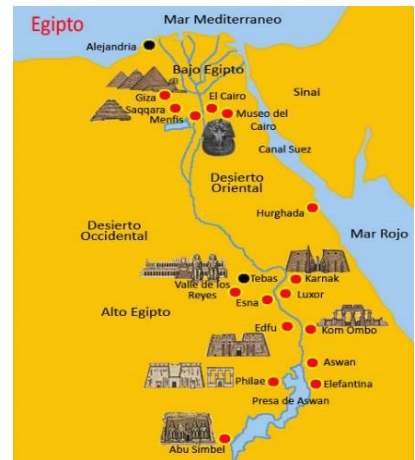 Egipto
Mar Mediterraneo
Alejandria
Bajo Egipto
Sinai
Giza
El Cairo
Saqqara
Museo del
Cairo
Menfis
Canal Suez
Desierto
Oriental
Hurghada
Desierto
Occidental
Mar Rojo
Tebas
Karnak
Valle de los
Reyes
Luxor
Esna
Alto Egipto
Edfu
Kom Ombo
Aswan
Philae
Elefantina
Presa de Aswan
Abu Simbel